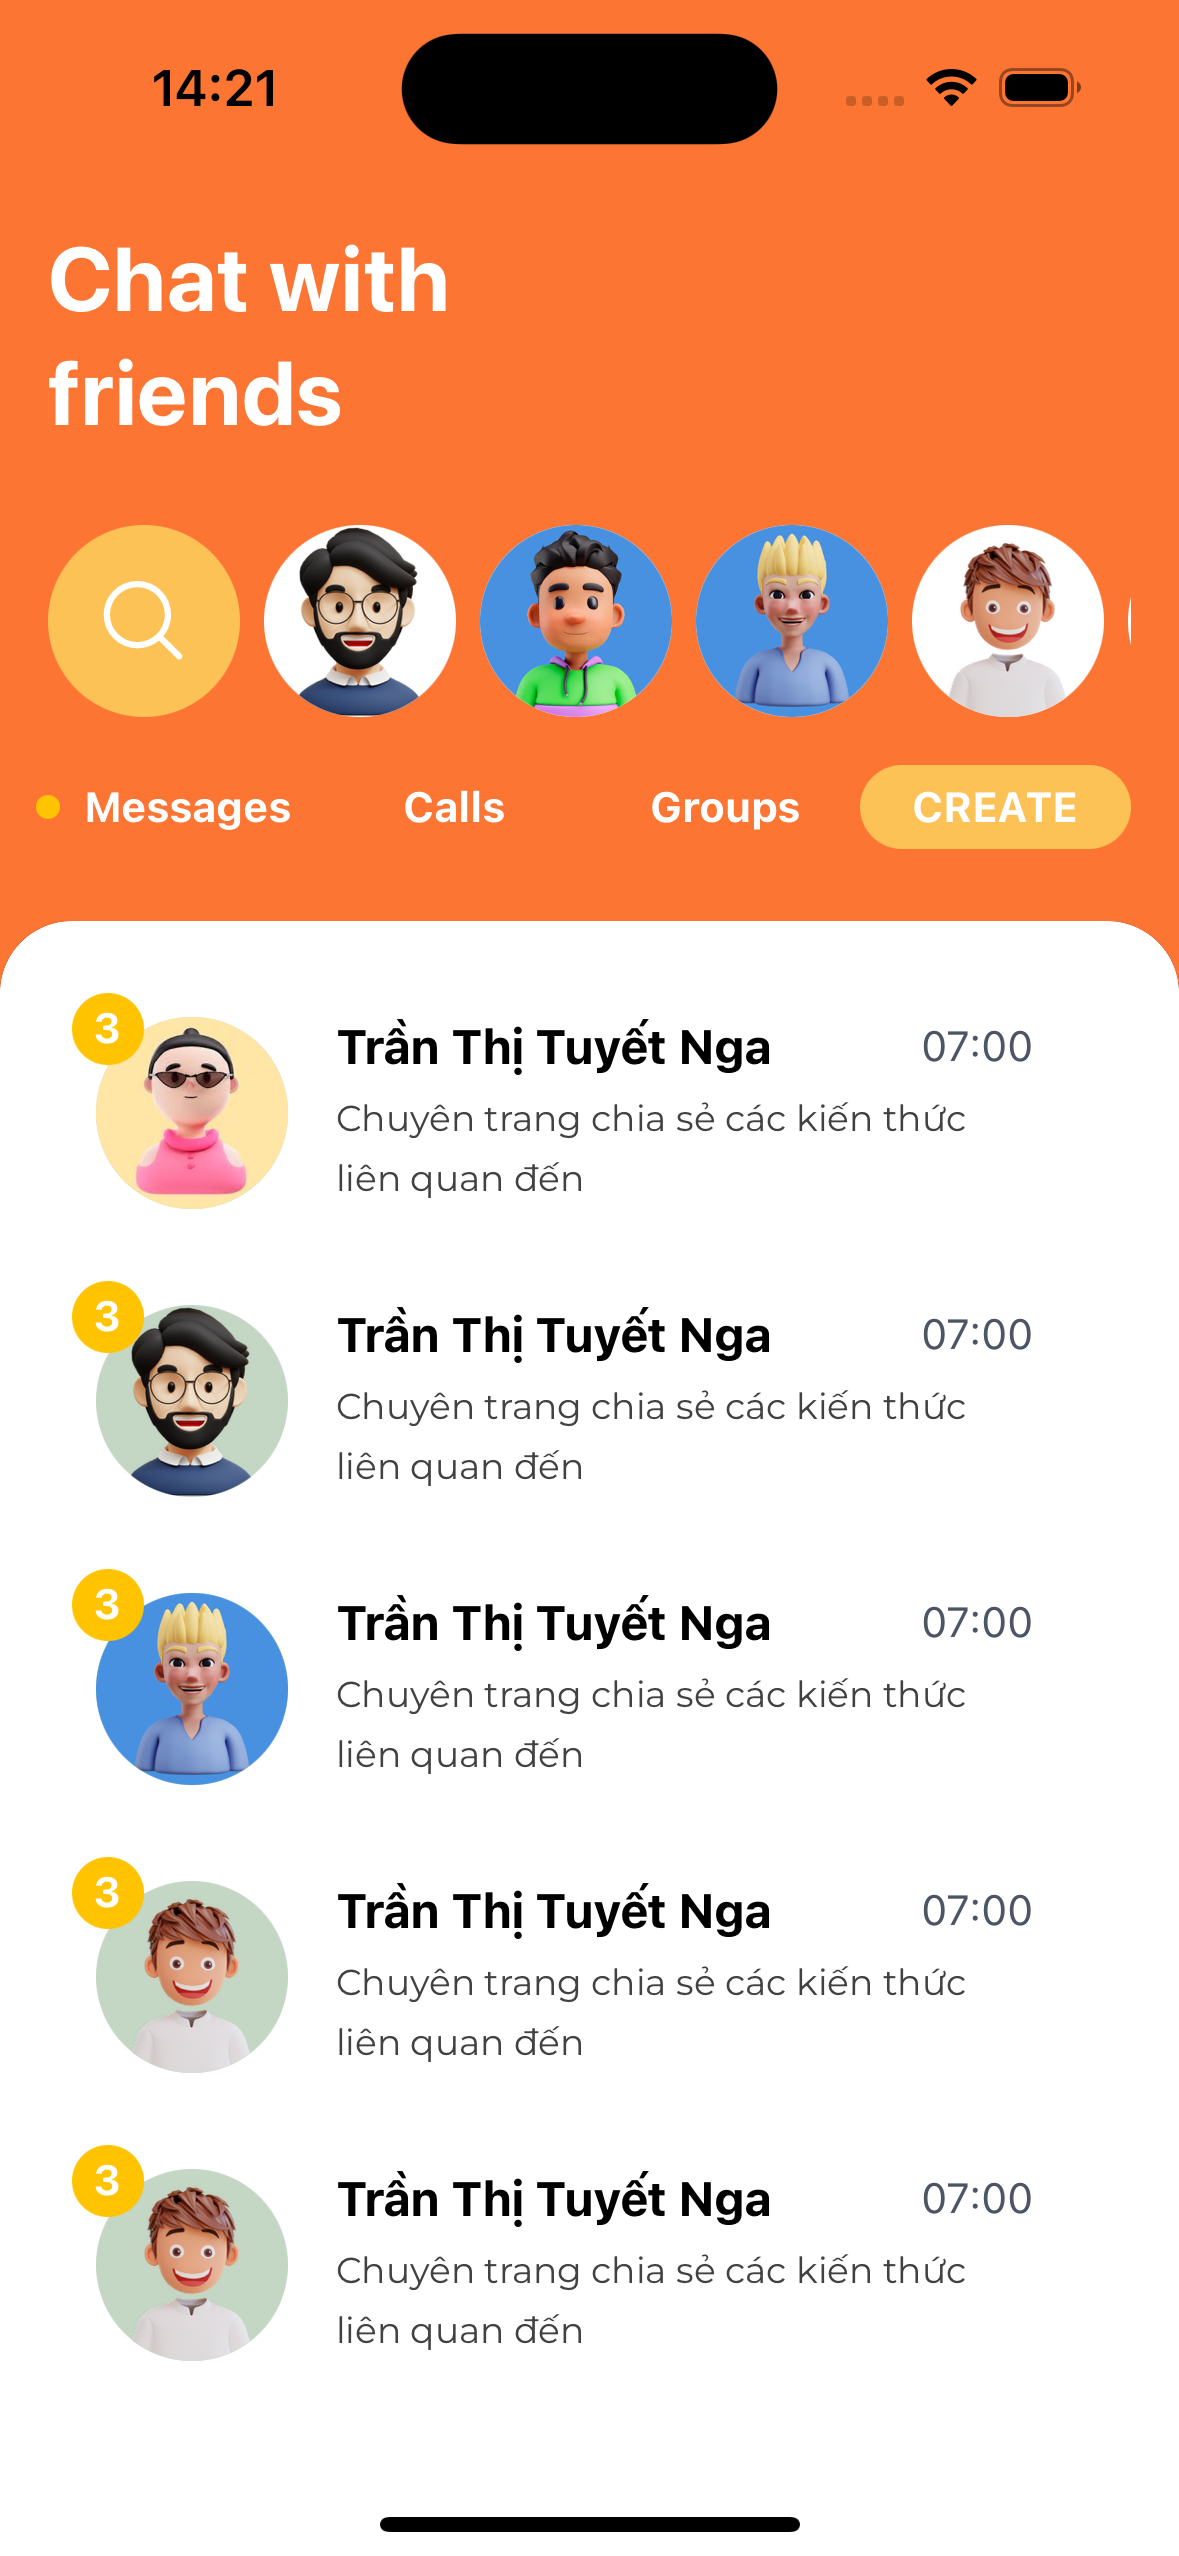 14:21
Chat with
friends
Messages Calls Groups CREATE
3
Trần Thị Tuyết Nga 07:00
Chuyên trang chia sẻ các kiến thức
liên quan đến
3
Trần Thị Tuyết Nga 07:00
Chuyên trang chia sẻ các kiến thức
liên quan đến
3
Trần Thị Tuyết Nga 07:00
Chuyên trang chia sẻ các kiến thức
liên quan đến
3
Trần Thị Tuyết Nga 07:00
Chuyên trang chia sẻ các kiến thức
liên quan đến
3
Trần Thị Tuyết Nga 07:00
Chuyên trang chia sẻ các kiến thức
liên quan đến